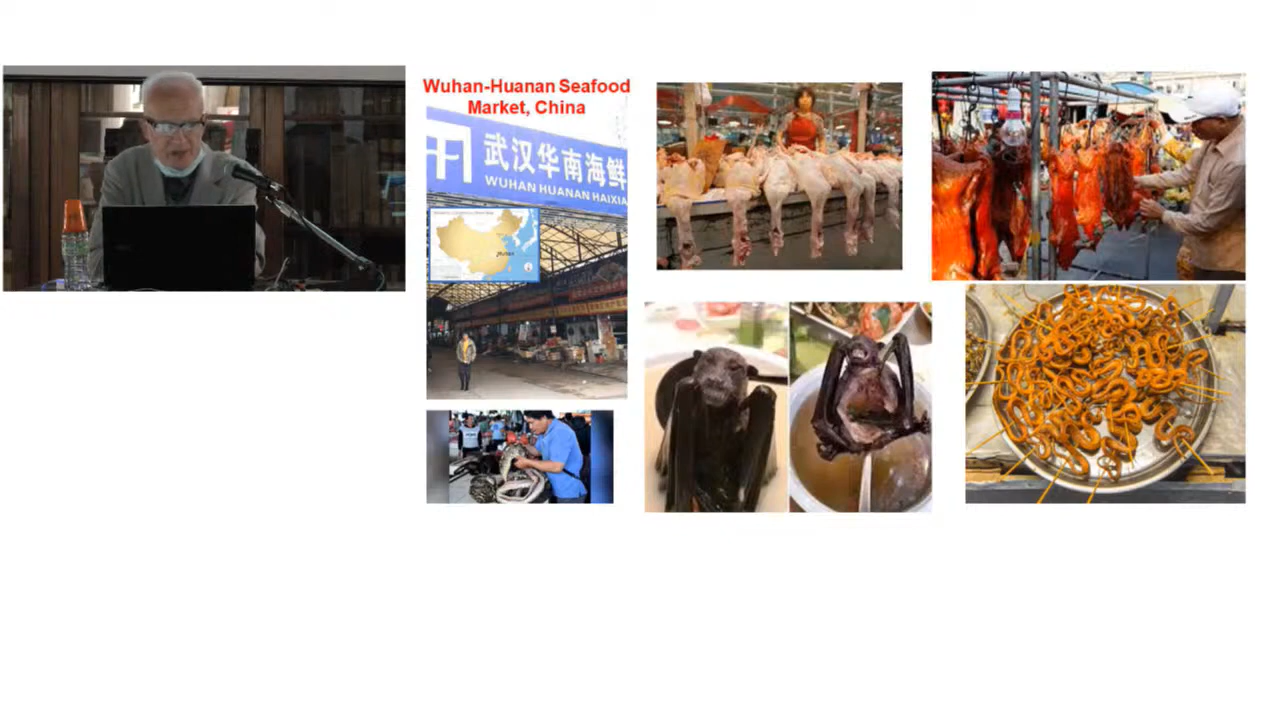 Wuhan-Huanan Seafood
Market, China
武汉华南海鲜
WUHAN HUANAN HAIXIA